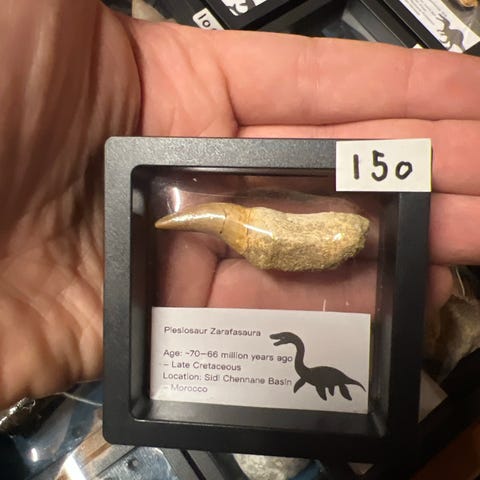 150
Plesiosaur Zarafasaura
Age: ~70–66 million years ago
– Late Cretaceous
Location: Sidi Chennane Basin
– Morocco